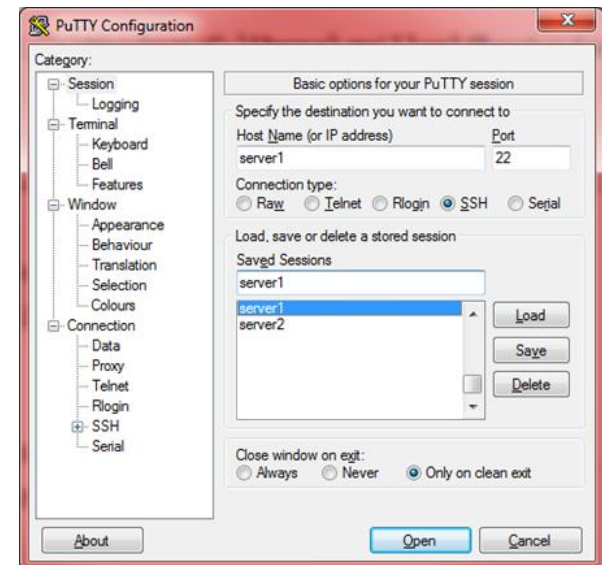 PuTTY Configuration
Category:
Session
Logging
Terminal
Keyboard
Bell
Features
Window
Appearance
Behaviour
Translation
Selection
Colours
Connection
Data
Proxy
Telnet
Rlogin
SSH
Serial
Basic options for your PuTTY session
Specify the destination you want to connect to
Host Name (or IP address) Port
server1 22
Connection type:
Raw Telnet Rlogin SSH Serial
Load, save or delete a stored session
Saved Sessions
server1
server1
server2
Load
Save
Delete
Close window on exit:
Always Never Only on clean exit
About Open Cancel